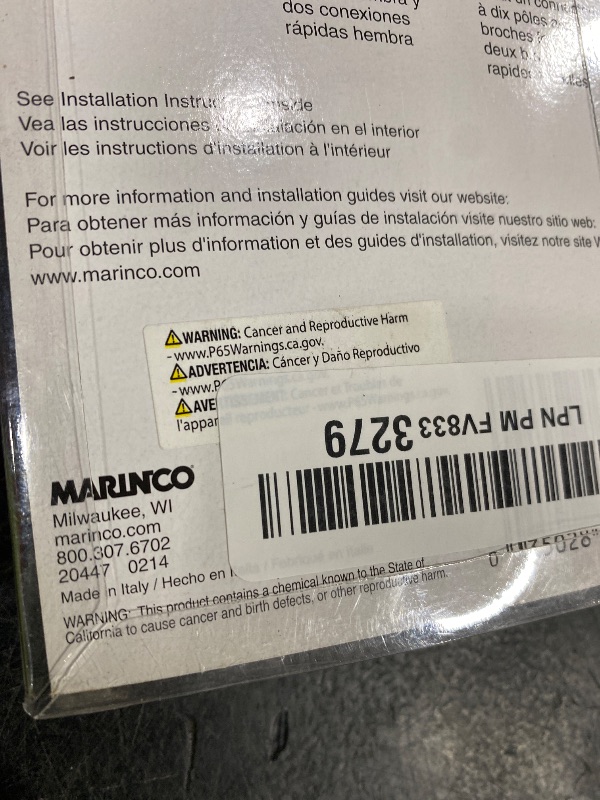 dos conexiones
rápidas hembra
à dix pôles
broches
deux
See Installation
Vea las instrucciones en el interior
Voir les instructions d'installation à l'intérieur
For more information and installation guides visit our website:
Para obtener más información y guías de instalación visite nuestro sitio web:
Pour obtenir plus d'information et des guides d'installation, visitez notre site
www.marinco.com
WARNING: Cancer and Reproductive Harm
-www.P65Warnings.ca.gov.
ADVERTENCIA: Cáncer y Daño Reproductivo
-www.P
AVE
l'appar
LPN PM FV833 3279
MARINCO
Milwaukee, WI
marinco.com
800.307.6702
20447 0214
Made in Italy / Hecho en
WARNING: This product contains a chemical known to the State of
California to cause cancer and birth defects, or other reproductive harm.